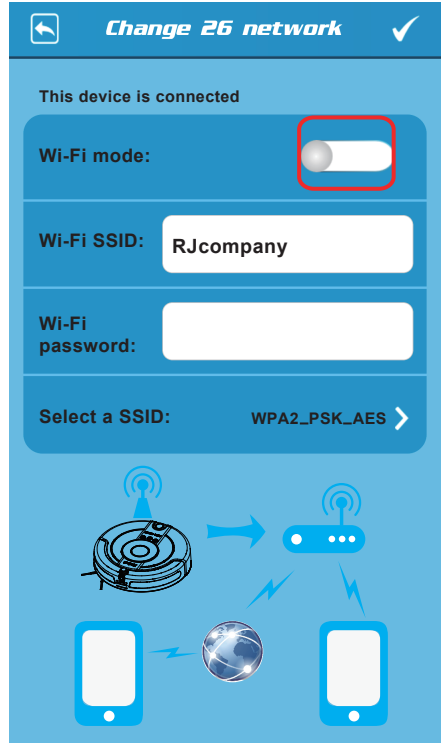 Change 26 network
This device is connected
Wi-Fi mode:
Wi-Fi SSID:
RJcompany
Wi-Fi
password:
Select a SSID:
WPA2_PSK_AES